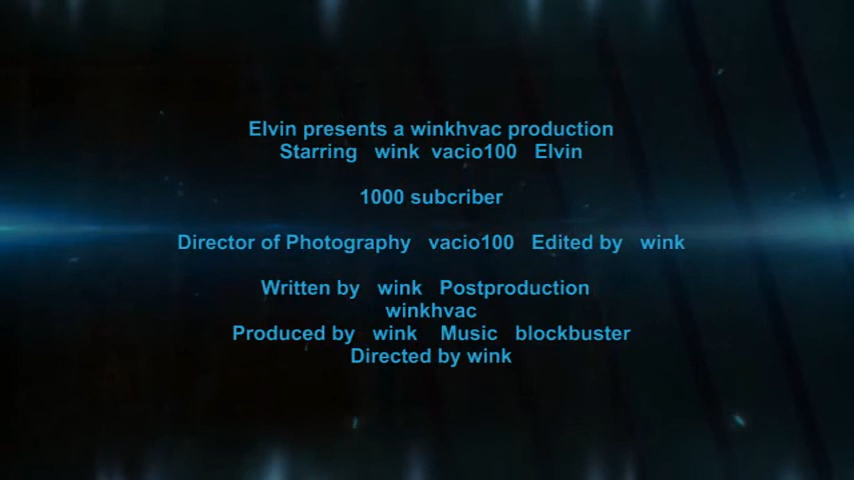 Elvin presents a winkhvac production
Starring wink vacio100 Elvin
1000 subcriber
Director of Photography vacio100 Edited by wink
Written by wink Postproduction
winkhvac
Produced by wink Music blockbuster
Directed by wink